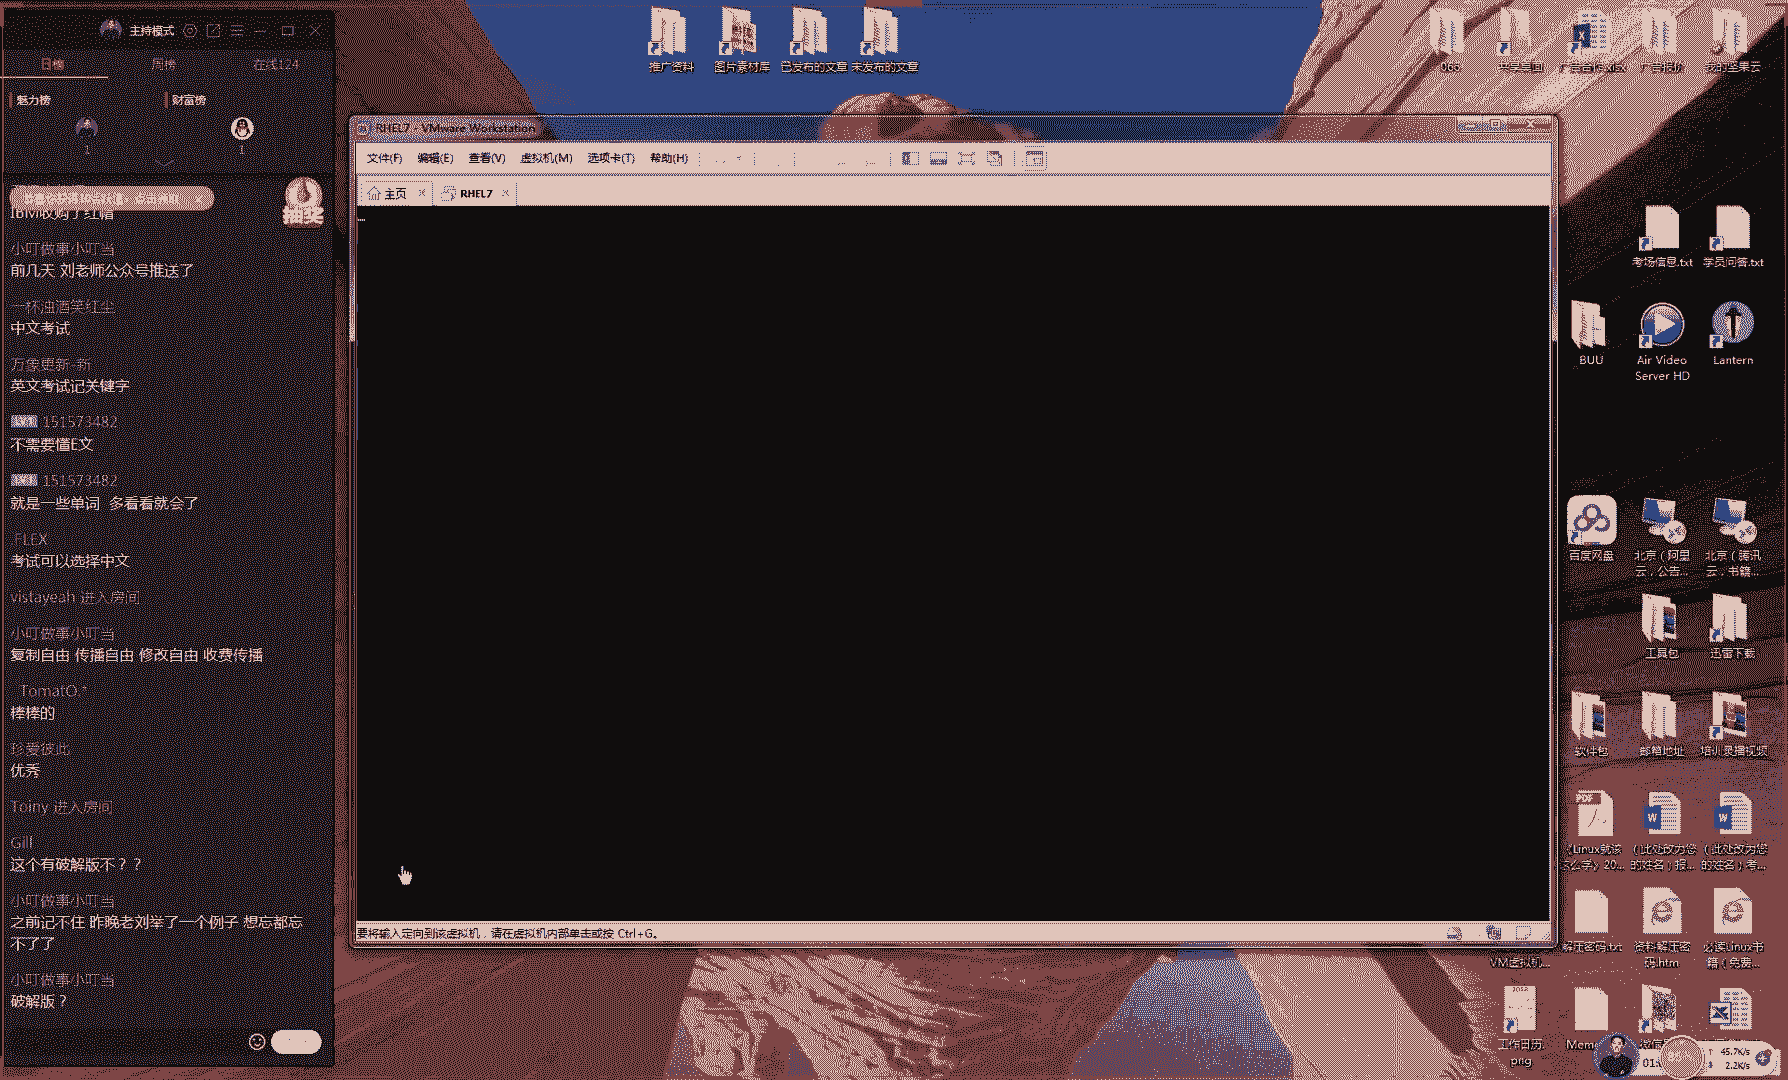 主持模式
日榜
周榜
在线124
魅力榜
财富榜
1
1
抽奖
IBM收购了红帽
小叮做事小叮当
前几天 刘老师公众号推送了
一杯浊酒笑红尘
中文考试
万象更新-新
英文考试记关键字
151573482
不需要懂E文
151573482
就是一些单词 多看看就会了
FLEX
考试可以选择中文
vistayeah 进入房间
小叮做事小叮当
复制自由 传播自由 修改自由 收费传播
TomatO.*
棒棒的
珍爱彼此
优秀
Toiny 进入房间
Gill
这个有破解版不？？
小叮做事小叮当
之前记不住 昨晚老刘举了一个例子 想忘都忘
不了了
小叮做事小叮当
破解版？
推广资料
图片素材库
已发布的文章
未发布的文章
广告合作.xlsx
广告报价
我的坚果云
RHEL7 - VMware Workstation
文件(F)
编辑(E)
查看(V)
虚拟机(M)
选项卡(T)
帮助(H)
主页
RHEL7
要将输入定向到该虚拟机，请在虚拟机内部单击或按 Ctrl+G。
考场信息.txt
学员问答.txt
BUU
Air Video
Server HD
Lantern
百度网盘
北京（阿里
云，公告...
北京（腾讯
云，书籍...
工具包
迅雷下载
软件包
邮箱地址
培训录播视频
PDF
《Linux就该
这么学》20...
（此处改为您
的姓名）报...
（此处改为您
的姓名）考...
解压密码.txt
资料解压密
码.htm
必读Linux书
籍（免费...
VM虚拟机...
工作日历.
png
Mem
45.7K/s
2.2K/s